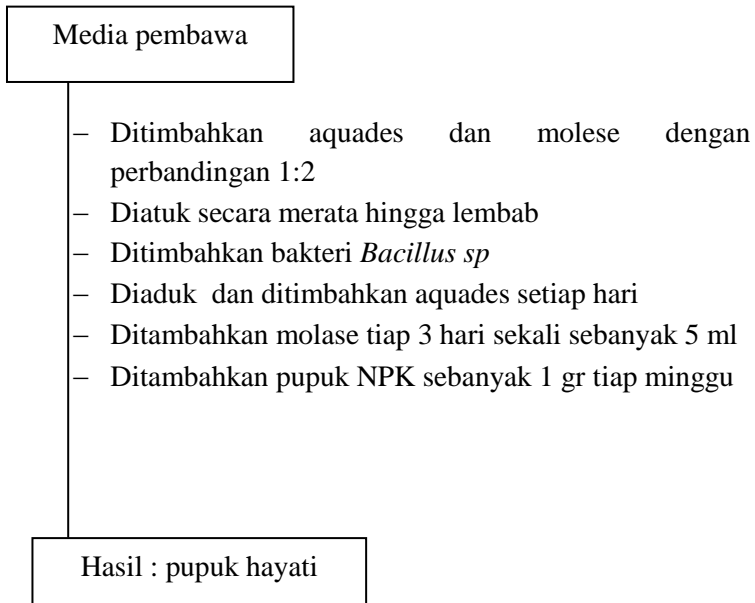 Media pembawa
– Ditimbahkan aquades dan molese dengan
perbandingan 1:2
– Diatuk secara merata hingga lembab
– Ditimbahkan bakteri Bacillus sp
– Diaduk dan ditimbahkan aquades setiap hari
– Ditambahkan molase tiap 3 hari sekali sebanyak 5 ml
– Ditambahkan pupuk NPK sebanyak 1 gr tiap minggu
Hasil : pupuk hayati